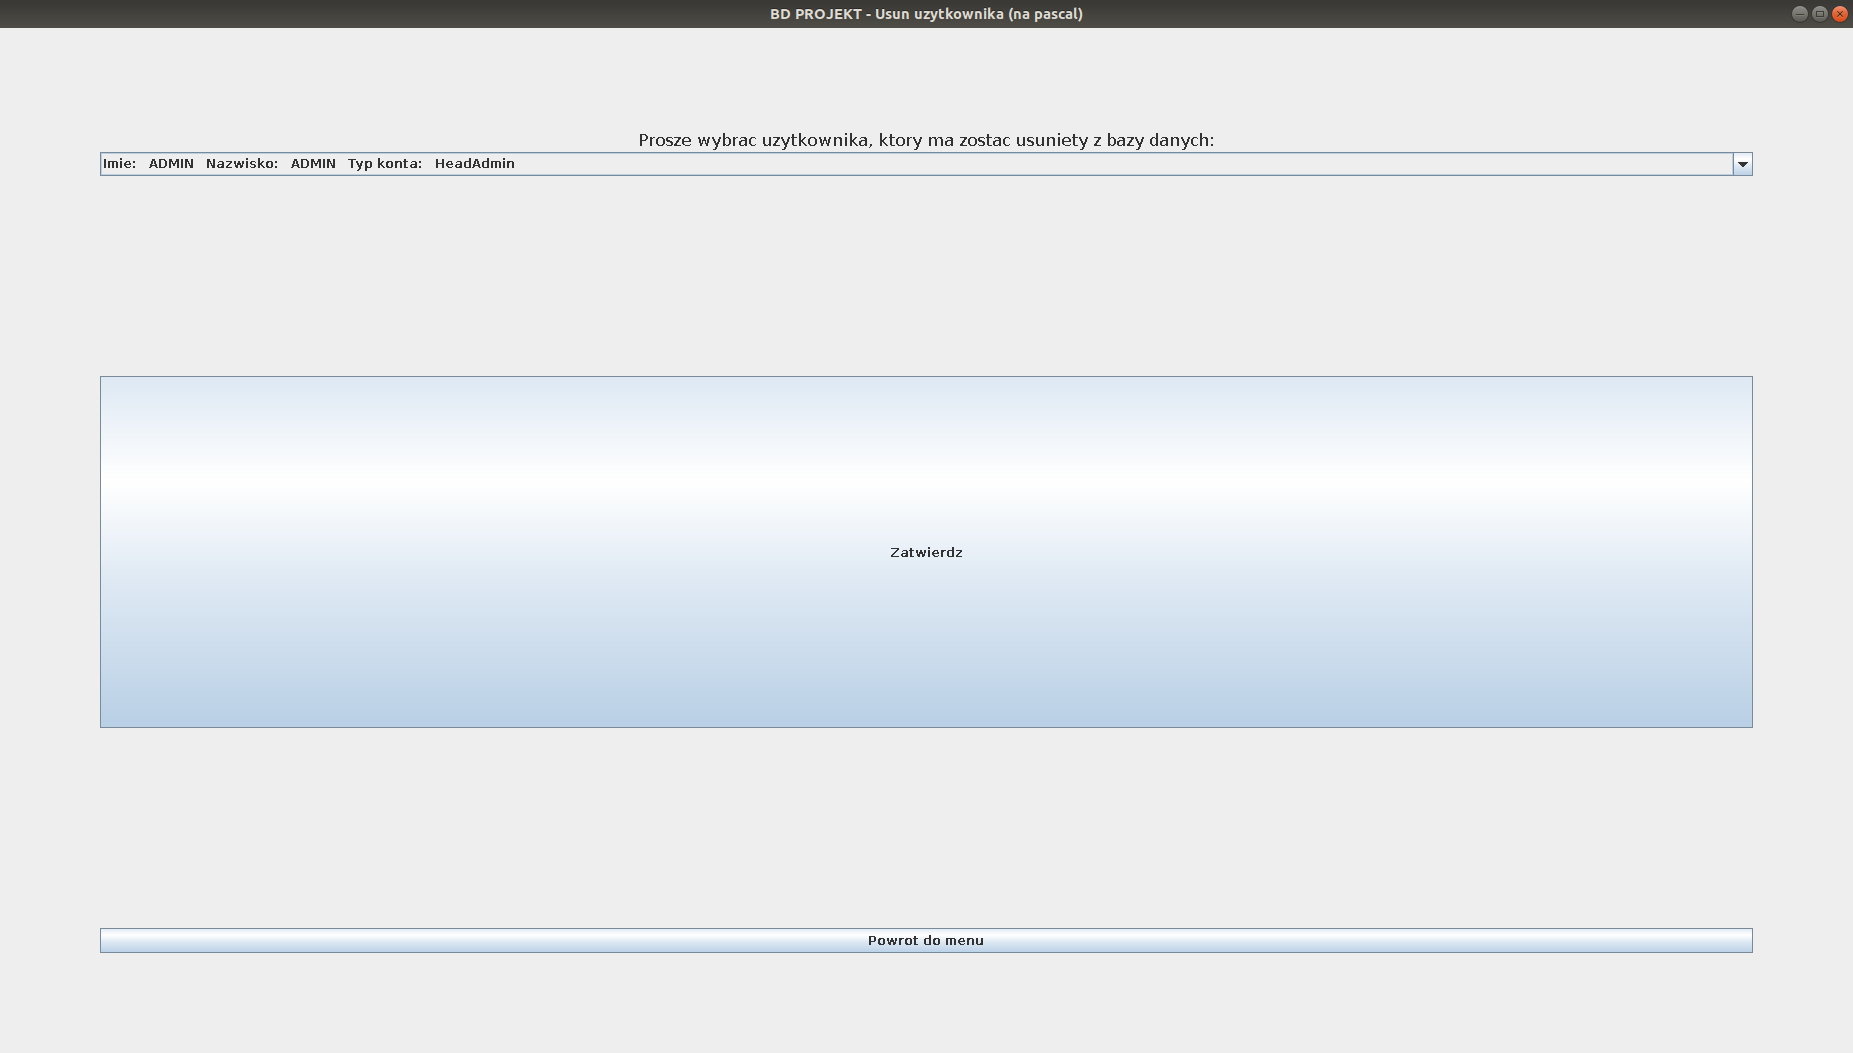 BD PROJEKT - Usun uzytkownika (na pascal)
Prosze wybrac uzytkownika, ktory ma zostac usuniety z bazy danych:
Imie: ADMIN Nazwisko: ADMIN Typ konta: HeadAdmin
Zatwierdz
Powrot do menu